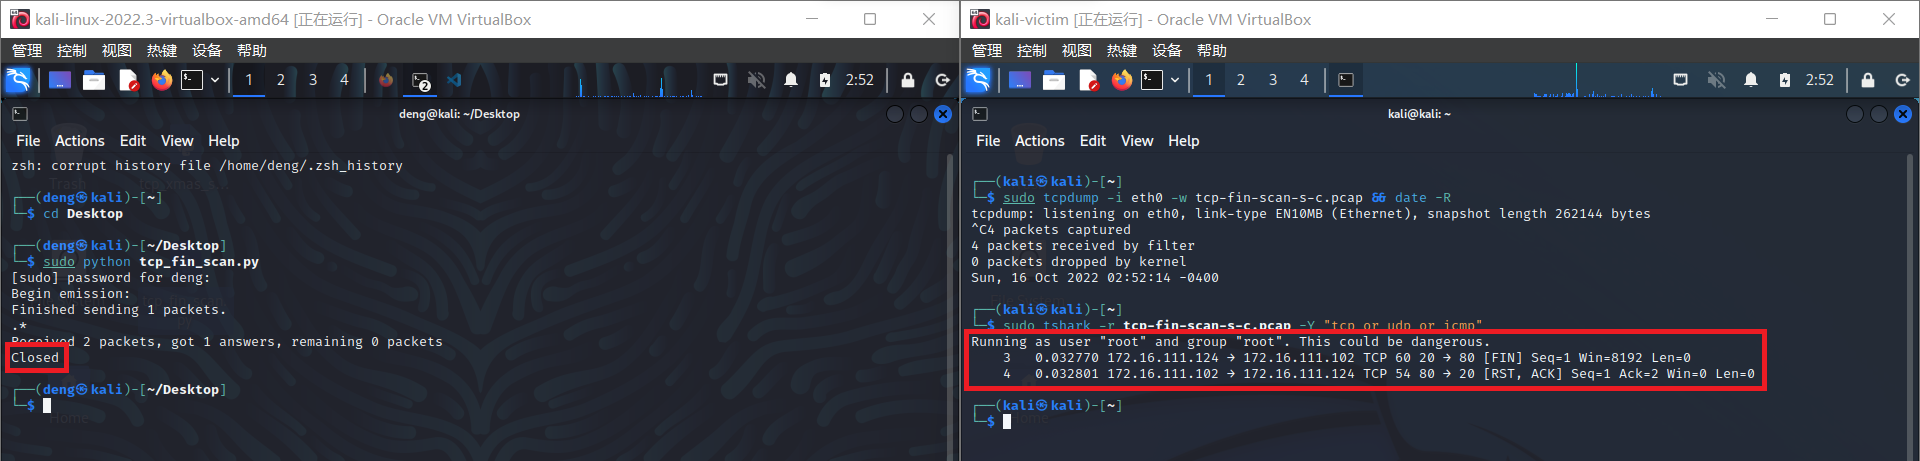 kali-linux-2022.3-virtualbox-amd64 [正在运行] - Oracle VM VirtualBox
管理 控制 视图 热键 设备 帮助
1 2 3 4 2 2:52
deng@kali: ~/Desktop
File Actions Edit View Help
zsh: corrupt history file /home/deng/.zsh_history
┌──(deng㉿kali)-[~]
└─$ cd Desktop
┌──(deng㉿kali)-[~/Desktop]
└─$ sudo python tcp_fin_scan.py
[sudo] password for deng:
Begin emission:
Finished sending 1 packets.
.*
Received 2 packets, got 1 answers, remaining 0 packets
Closed
┌──(deng㉿kali)-[~/Desktop]
└─$
Home
kali-victim [正在运行] - Oracle VM VirtualBox
管理 控制 视图 热键 设备 帮助
1 2 3 4 2:52
kali@kali: ~
File Actions Edit View Help
┌──(kali㉿kali)-[~]
└─$ sudo tcpdump -i eth0 -w tcp-fin-scan-s-c.pcap && date -R
tcpdump: listening on eth0, link-type EN10MB (Ethernet), snapshot length 262144 bytes
^C4 packets captured
4 packets received by filter
0 packets dropped by kernel
Sun, 16 Oct 2022 02:52:14 -0400
┌──(kali㉿kali)-[~]
└─$ sudo tshark -r tcp-fin-scan-s-c.pcap -Y "tcp or udp or icmp"
Running as user "root" and group "root". This could be dangerous.
3 0.032770 172.16.111.124 → 172.16.111.102 TCP 60 20 → 80 [FIN] Seq=1 Win=8192 Len=0
4 0.032801 172.16.111.102 → 172.16.111.124 TCP 54 80 → 20 [RST, ACK] Seq=1 Ack=2 Win=0 Len=0
┌──(kali㉿kali)-[~]
└─$